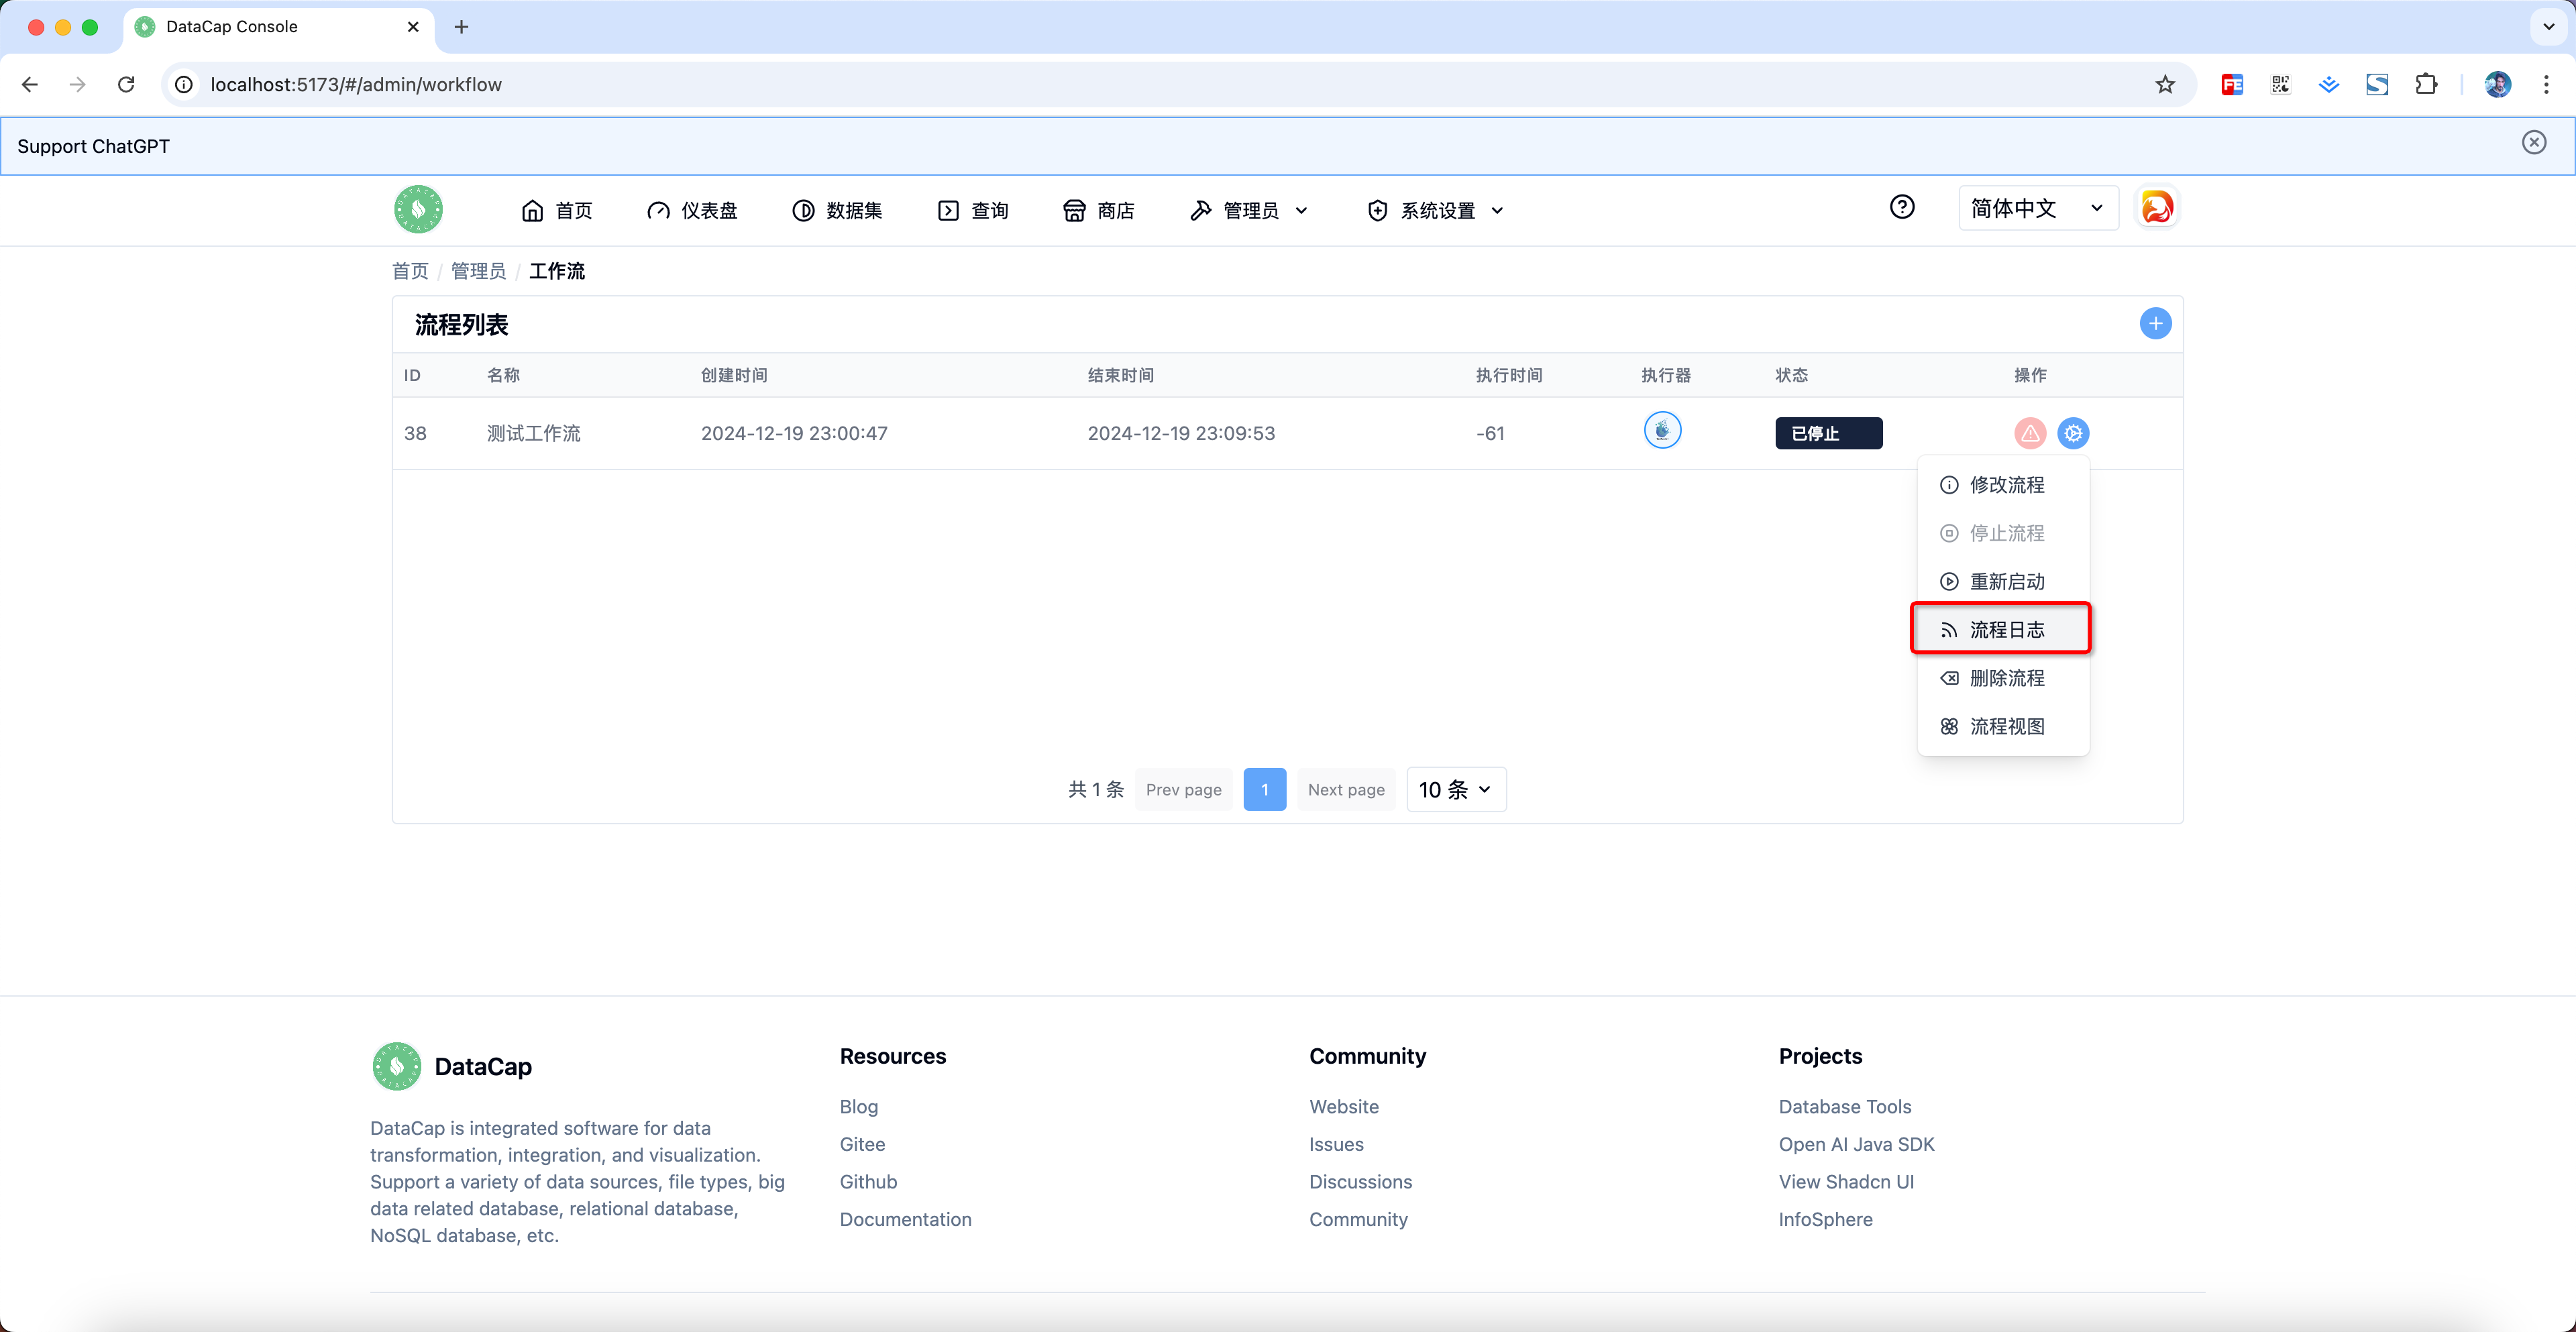 DataCap Console
localhost:5173/#/admin/workflow
Support ChatGPT
首页 仪表盘 数据集 查询 商店 管理员 系统设置 简体中文
首页 / 管理员 / 工作流
流程列表
ID 名称 创建时间 结束时间 执行时间 执行器 状态 操作
38 测试工作流 2024-12-19 23:00:47 2024-12-19 23:09:53 -61 已停止
修改流程
停止流程
重新启动
流程日志
删除流程
流程视图
共 1 条 Prev page 1 Next page 10 条
DataCap
DataCap is integrated software for data
transformation, integration, and visualization.
Support a variety of data sources, file types, big
data related database, relational database,
NoSQL database, etc.
Resources
Blog
Gitee
Github
Documentation
Community
Website
Issues
Discussions
Community
Projects
Database Tools
Open AI Java SDK
View Shadcn UI
InfoSphere